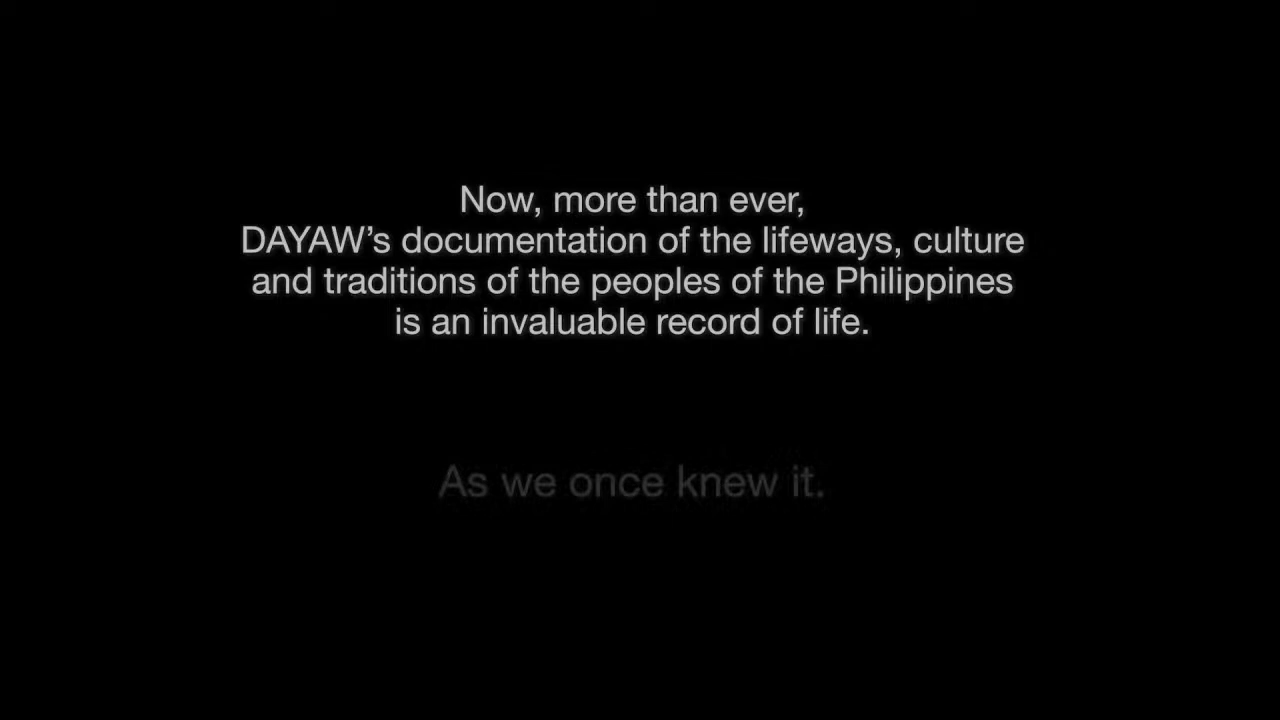 Now, more than ever,
DAYAW’s documentation of the lifeways, culture
and traditions of the peoples of the Philippines
is an invaluable record of life.
As we once knew it.